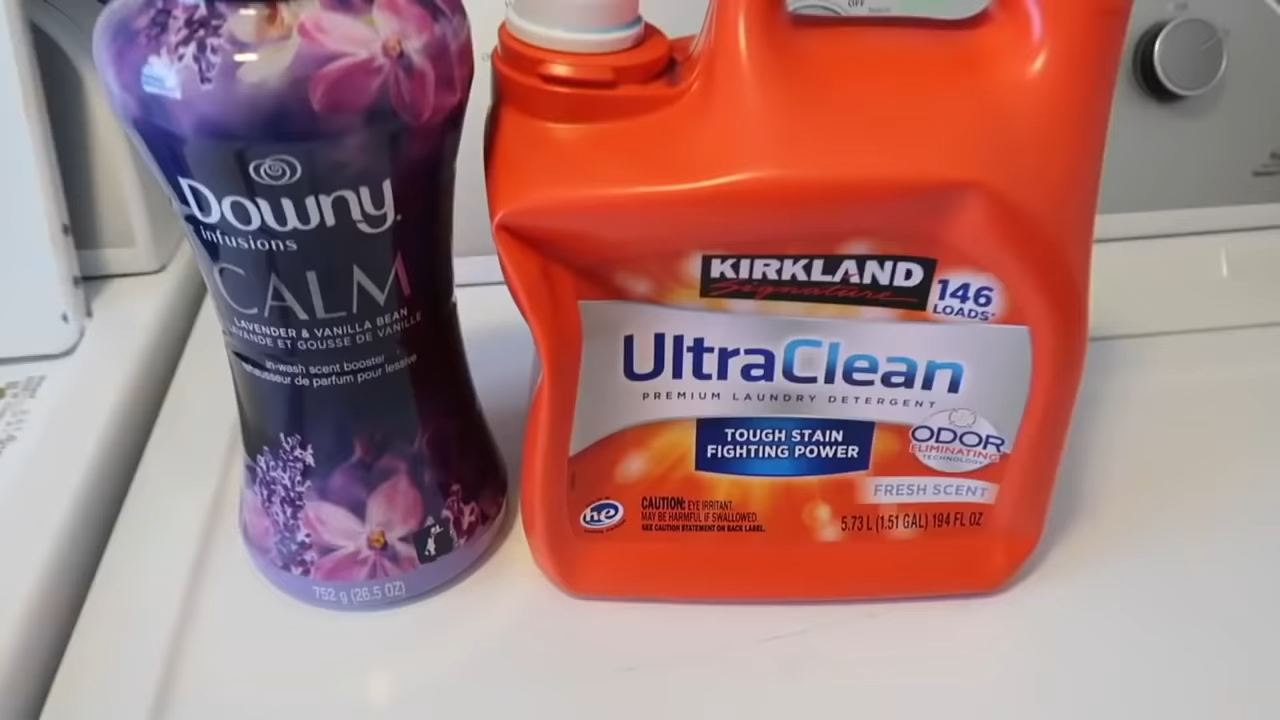 Downy
infusions
CALM
LAVENDER & VANILLA BEAN
LAVANDE ET GOUSSE DE VANILLE
in-wash scent booster
rehausseur de parfum pour lessive
752 g (26.5 OZ)
OFF
KIRKLAND
Signature
146
LOADS*
UltraClean
PREMIUM LAUNDRY DETERGENT
TOUGH STAIN
FIGHTING POWER
ODOR
ELIMINATING
TECHNOLOGY
FRESH SCENT
he
CAUTION: EYE IRRITANT.
MAY BE HARMFUL IF SWALLOWED.
SEE CAUTION STATEMENT ON BACK LABEL.
5.73 L (1.51 GAL) 194 FL OZ